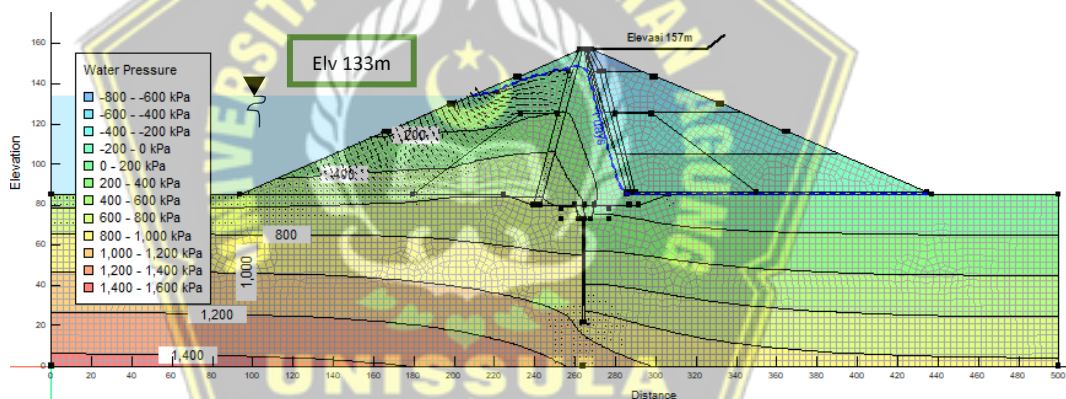 Elevasi 157m
Elv 133m
Water Pressure
-800 - -600 kPa
-600 - -400 kPa
-400 - -200 kPa
-200 - 0 kPa
0 - 200 kPa
200 - 400 kPa
400 - 600 kPa
600 - 800 kPa
800 - 1,000 kPa
1,000 - 1,200 kPa
1,200 - 1,400 kPa
1,400 - 1,600 kPa
Elevation
160
140
120
100
80
60
40
20
0
200
400
800
1,000
1,200
1,400
days
0 20 40 60 80 100 120 140 160 180 200 220 240 260 280 300 320 340 360 380 400 420 440 460 480 500
Distance
UNIVERSITAS
AGUNG
UNISSULA